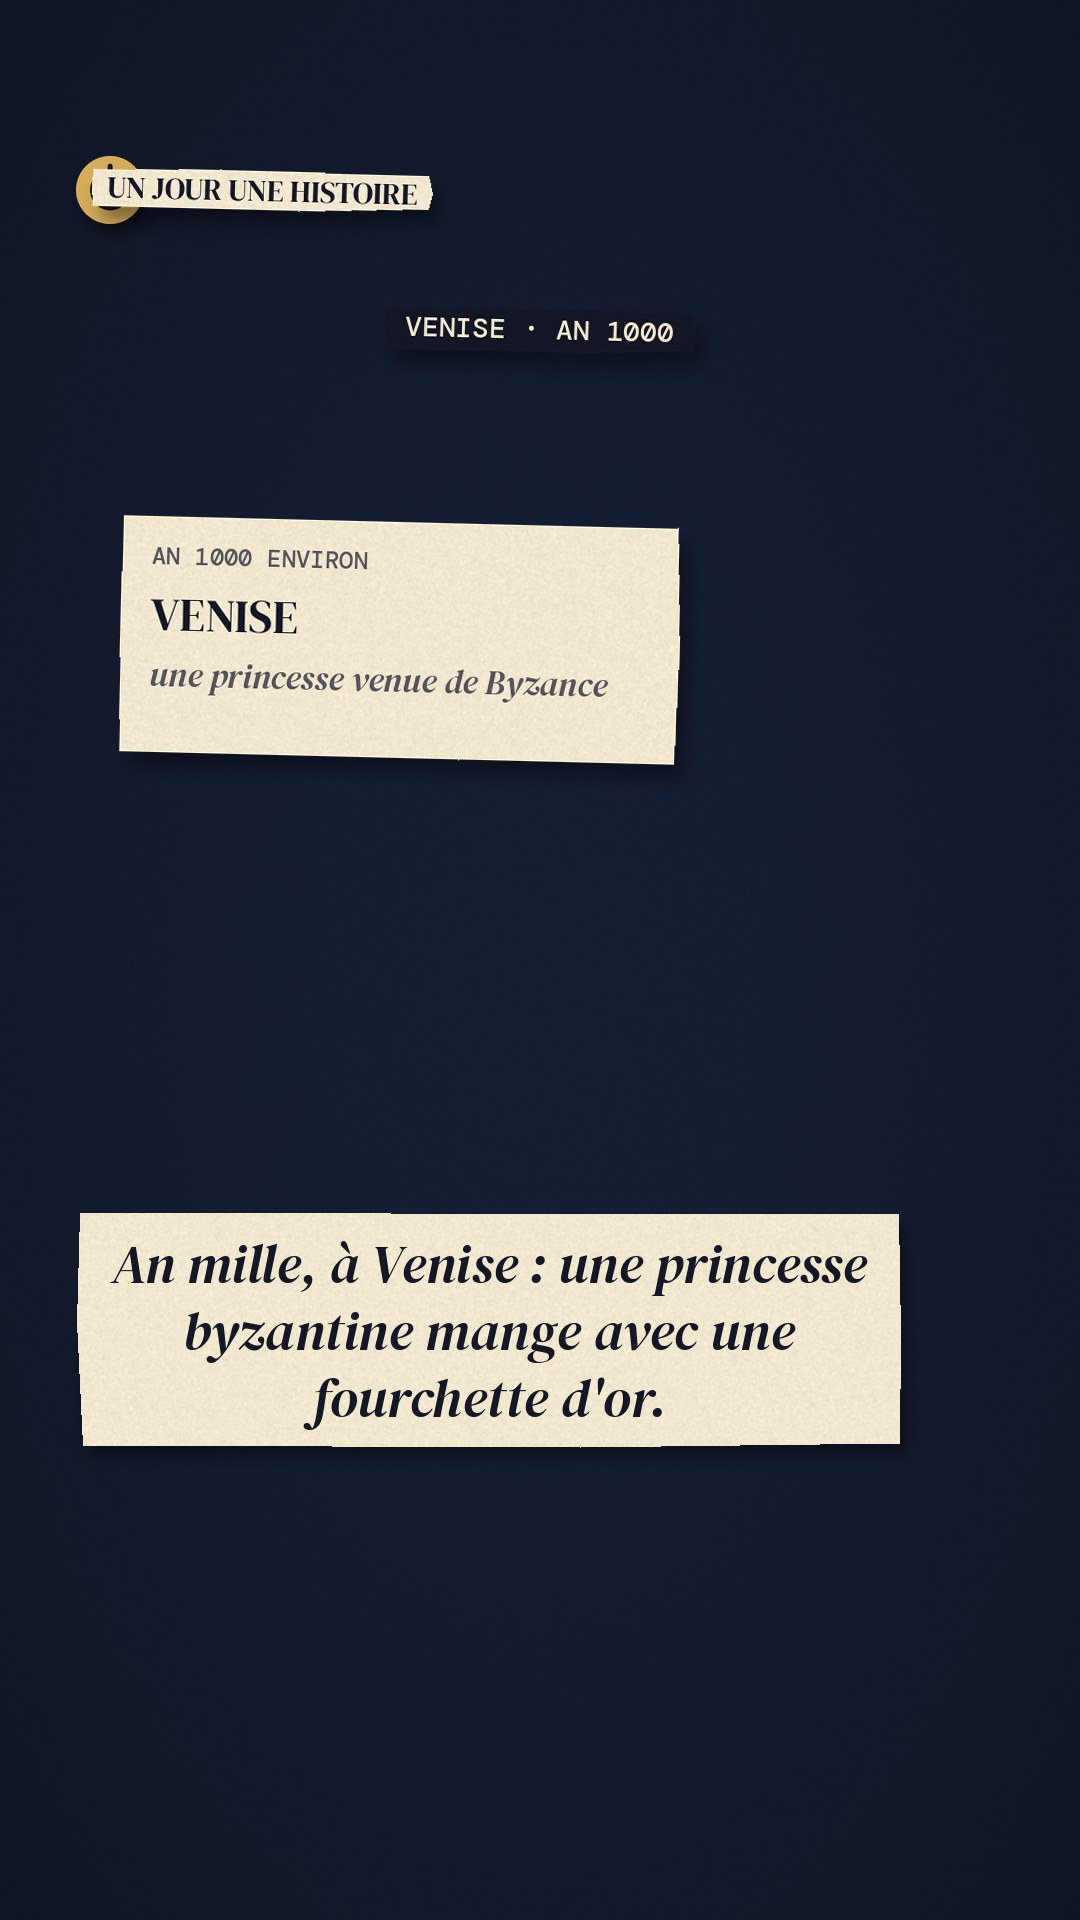 UN JOUR UNE HISTOIRE
VENISE · AN 1000
AN 1000 ENVIRON
VENISE
une princesse venue de Byzance
An mille, à Venise : une princesse
byzantine mange avec une
fourchette d'or.